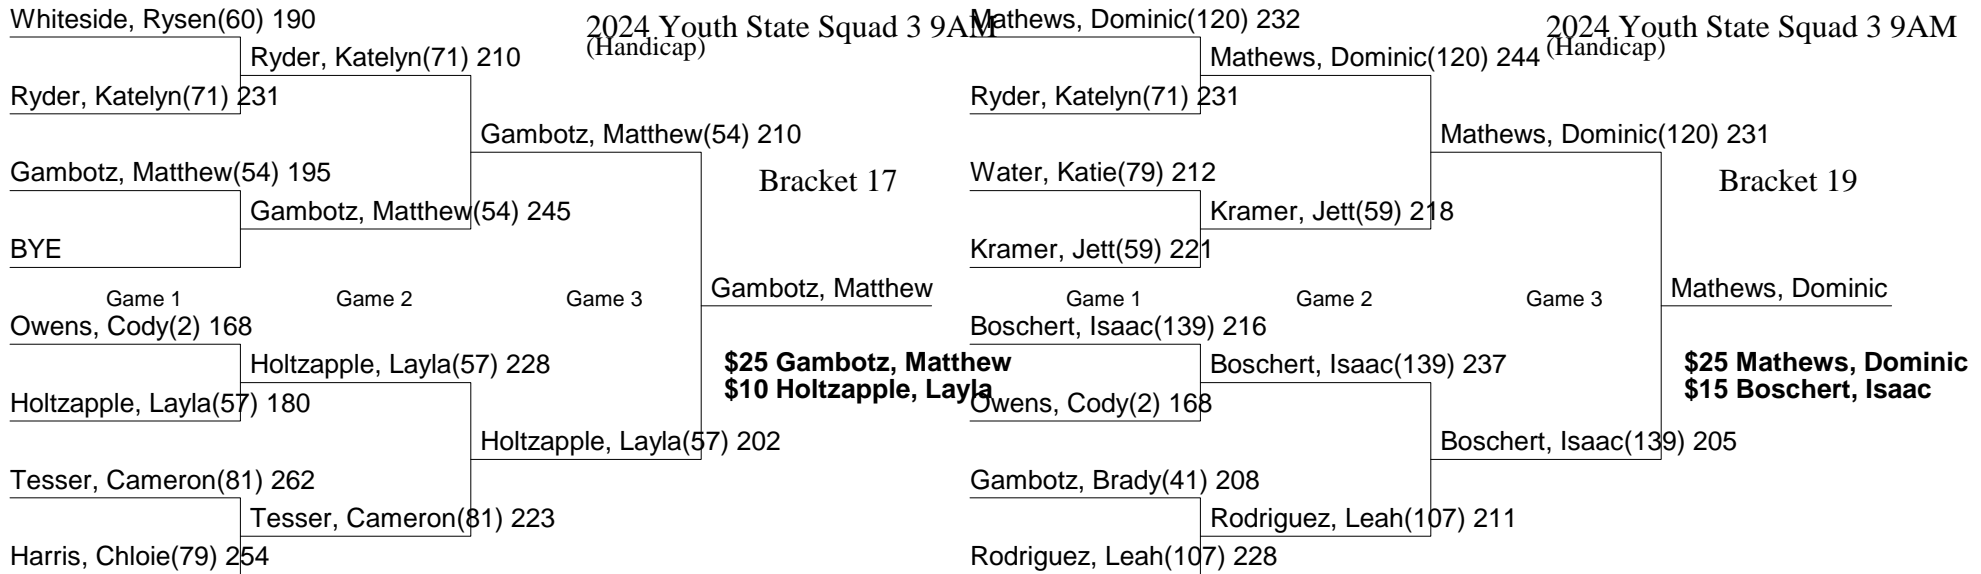 2024 Youth State Squad 3 9AM
(Handicap)
Whiteside, Rysen(60) 190
Ryder, Katelyn(71) 210
Ryder, Katelyn(71) 231
Gambotz, Matthew(54) 210
Gambotz, Matthew(54) 195
Bracket 17
Gambotz, Matthew(54) 245
BYE
Gambotz, Matthew
Game 1
Game 2
Game 3
Owens, Cody(2) 168
Holtzapple, Layla(57) 228
$25 Gambotz, Matthew
$10 Holtzapple, Layla
Holtzapple, Layla(57) 180
Holtzapple, Layla(57) 202
Tesser, Cameron(81) 262
Tesser, Cameron(81) 223
Harris, Chloie(79) 254
2024 Youth State Squad 3 9AM
(Handicap)
Mathews, Dominic(120) 232
Mathews, Dominic(120) 244
Ryder, Katelyn(71) 231
Mathews, Dominic(120) 231
Water, Katie(79) 212
Bracket 19
Kramer, Jett(59) 218
Kramer, Jett(59) 221
Mathews, Dominic
Game 1
Game 2
Game 3
Boschert, Isaac(139) 216
Boschert, Isaac(139) 237
$25 Mathews, Dominic
$15 Boschert, Isaac
Owens, Cody(2) 168
Boschert, Isaac(139) 205
Gambotz, Brady(41) 208
Rodriguez, Leah(107) 211
Rodriguez, Leah(107) 228